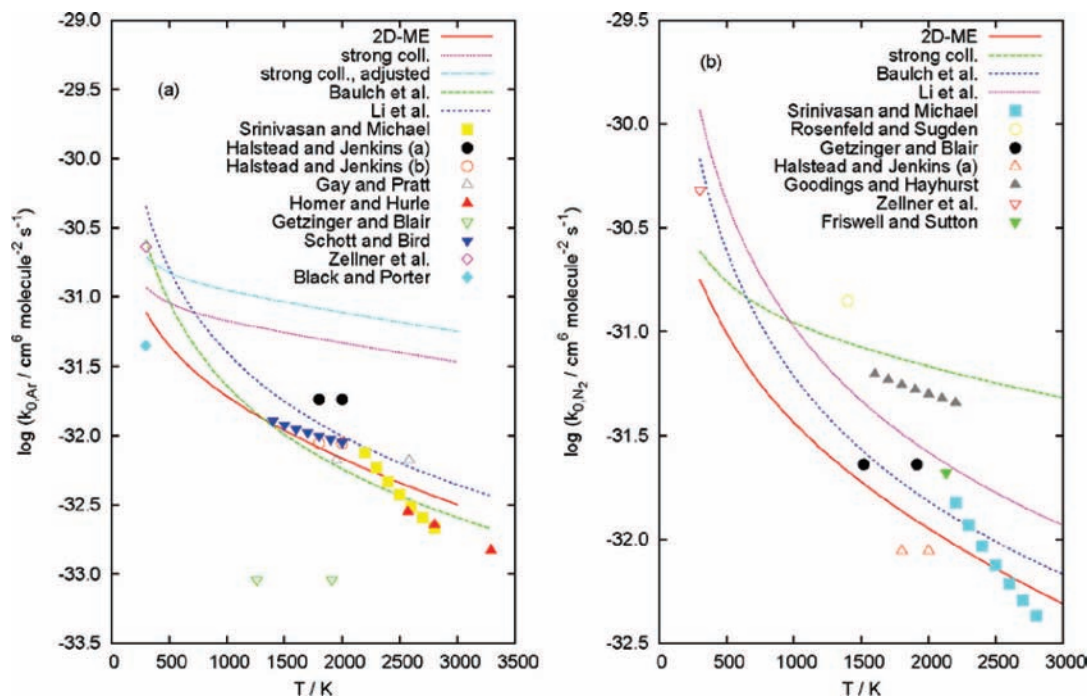 (a)
2D-ME
strong coll.
strong coll., adjusted
Baulch et al.
Li et al.
Srinivasan and Michael
Halstead and Jenkins (a)
Halstead and Jenkins (b)
Gay and Pratt
Homer and Hurle
Getzinger and Blair
Schott and Bird
Zellner et al.
Black and Porter
log (k0,Ar / cm6 molecule-2 s-1)
-29.0
-29.5
-30.0
-30.5
-31.0
-31.5
-32.0
-32.5
-33.0
-33.5
0 500 1000 1500 2000 2500 3000 3500
T / K
(b)
2D-ME
strong coll.
Baulch et al.
Li et al.
Srinivasan and Michael
Rosenfeld and Sugden
Getzinger and Blair
Halstead and Jenkins (a)
Goodings and Hayhurst
Zellner et al.
Friswell and Sutton
log (k0,N2 / cm6 molecule-2 s-1)
-29.5
-30.0
-30.5
-31.0
-31.5
-32.0
-32.5
0 500 1000 1500 2000 2500 3000
T / K